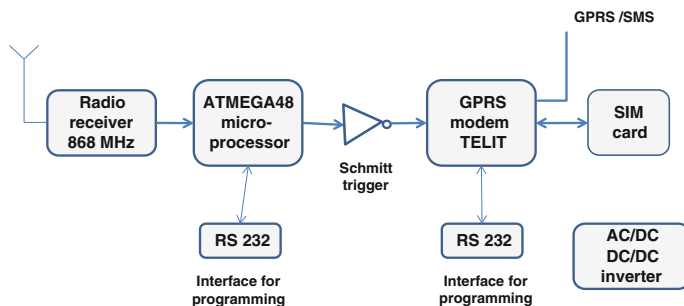 GPRS /SMS
Radio
receiver
868 MHz
ATMEGA48
micro-
processor
Schmitt
trigger
GPRS
modem
TELIT
SIM
card
RS 232
Interface for
programming
RS 232
Interface for
programming
AC/DC
DC/DC
inverter